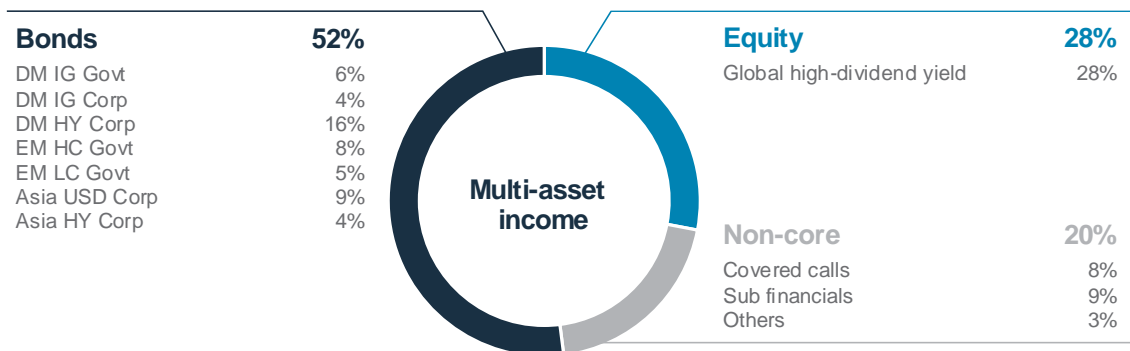 Bonds 52%
DM IG Govt 6%
DM IG Corp 4%
DM HY Corp 16%
EM HC Govt 8%
EM LC Govt 5%
Asia USD Corp 9%
Asia HY Corp 4%
Multi-asset
income
Equity 28%
Global high-dividend yield 28%
Non-core 20%
Covered calls 8%
Sub financials 9%
Others 3%